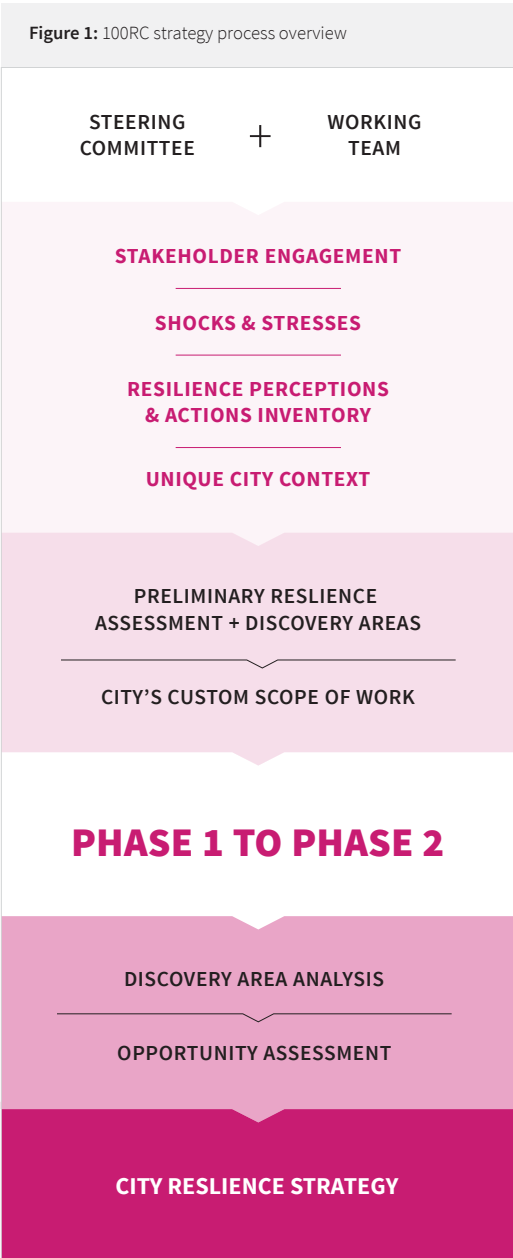 Figure 1: 100RC strategy process overview
STEERING COMMITTEE
+
WORKING TEAM
STAKEHOLDER ENGAGEMENT
SHOCKS & STRESSES
RESILIENCE PERCEPTIONS
& ACTIONS INVENTORY
UNIQUE CITY CONTEXT
PRELIMINARY RESLIENCE
ASSESSMENT + DISCOVERY AREAS
CITY’S CUSTOM SCOPE OF WORK
PHASE 1 TO PHASE 2
DISCOVERY AREA ANALYSIS
OPPORTUNITY ASSESSMENT
CITY RESLIENCE STRATEGY